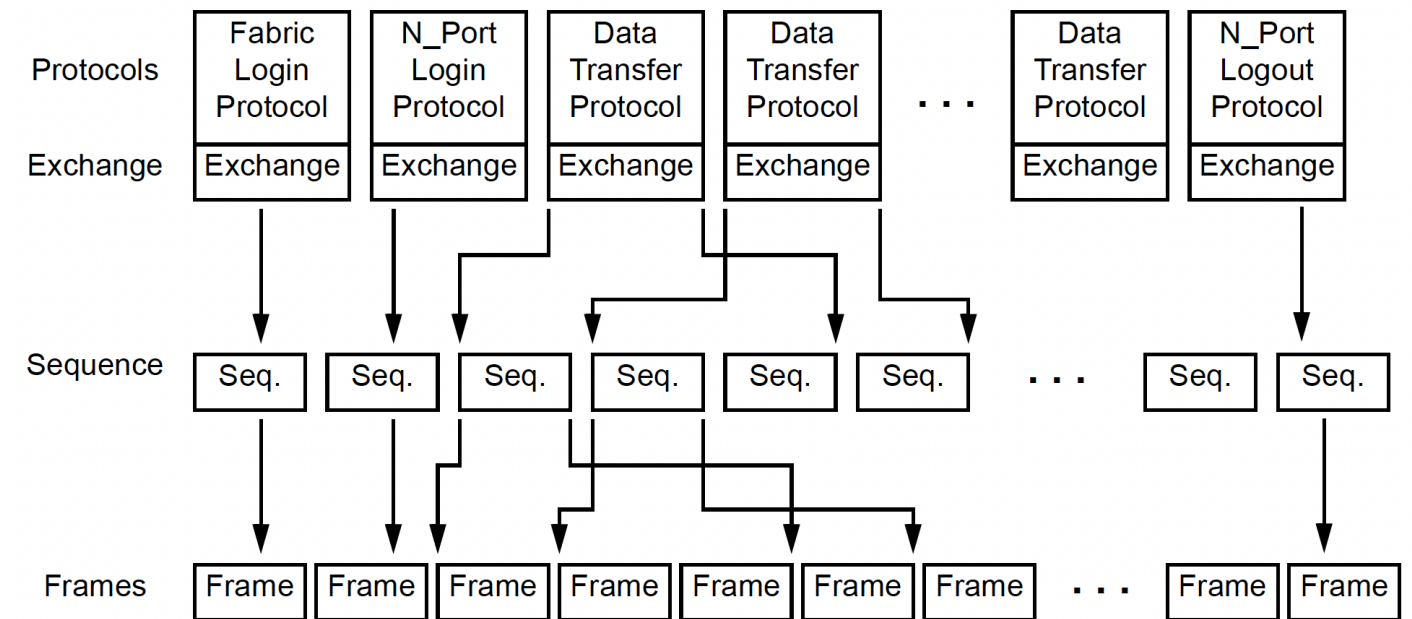 Protocols
Fabric
Login
Protocol
N_Port
Login
Protocol
Data
Transfer
Protocol
Data
Transfer
Protocol
. . .
Data
Transfer
Protocol
N_Port
Logout
Protocol
Exchange
Exchange
Exchange
Exchange
Exchange
Exchange
Exchange
Sequence
Seq.
Seq.
Seq.
Seq.
Seq.
Seq.
. . .
Seq.
Seq.
Frames
Frame
Frame
Frame
Frame
Frame
Frame
Frame
. . .
Frame
Frame